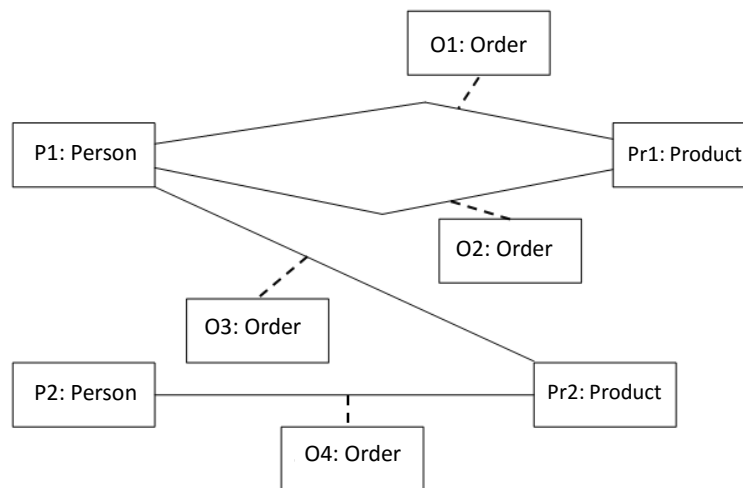 O1: Order
P1: Person
Pr1: Product
O2: Order
O3: Order
P2: Person
Pr2: Product
O4: Order